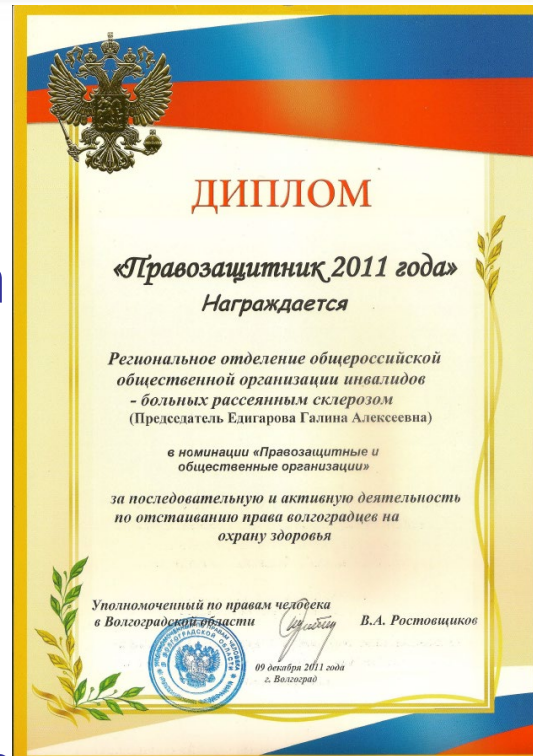 ДИПЛОМ
«Правозащитник 2011 года»
Награждается
Региональное отделение общероссийской
общественной организации инвалидов
- больных рассеянным склерозом
(Председатель Едигарова Галина Алексеевна)
в номинации «Правозащитные и
общественные организации»
за последовательную и активную деятельность
по отстаиванию права волгоградцев на
охрану здоровья
Уполномоченный по правам человека
в Волгоградской области В.А. Ростовщиков
09 декабря 2011 года
г. Волгоград